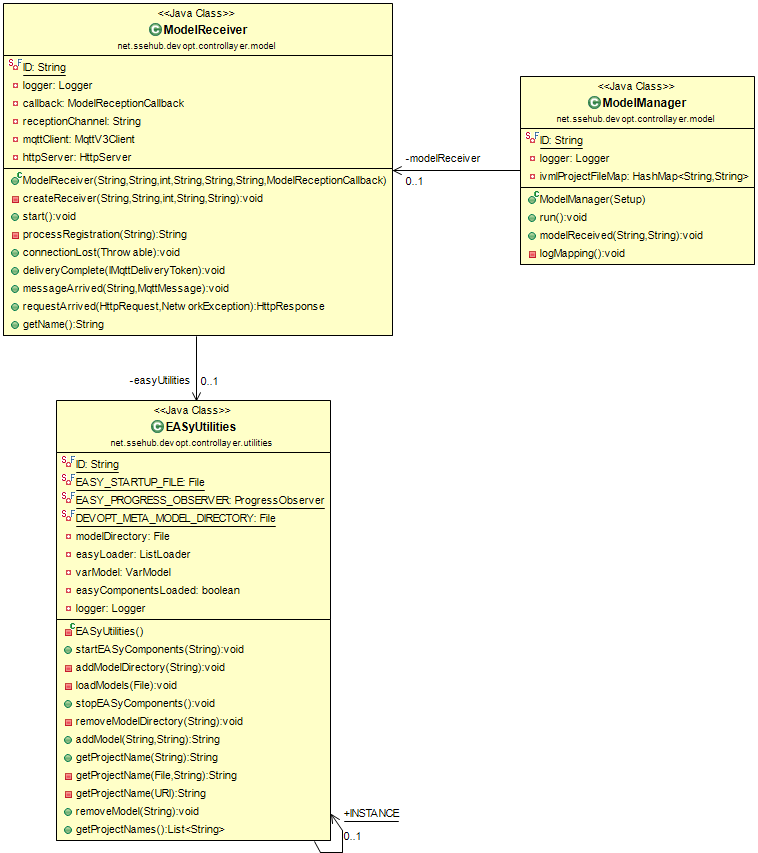 <<Java Class>>
ModelReceiver
net.ssehub.devopt.controllayer.model
ID: String
logger: Logger
callback: ModelReceptionCallback
receptionChannel: String
mqttClient: MqttV3Client
httpServer: HttpServer
ModelReceiver(String,String,int,String,String,String,ModelReceptionCallback)
createReceiver(String,String,int,String,String):void
start():void
processRegistration(String):String
connectionLost(Throwable):void
deliveryComplete(IMqttDeliveryToken):void
messageArrived(String,MqttMessage):void
requestArrived(HttpRequest,NetworkException):HttpResponse
getName():String
-modelReceiver
0..1
<<Java Class>>
ModelManager
net.ssehub.devopt.controllayer.model
ID: String
logger: Logger
ivmlProjectFileMap: HashMap<String,String>
ModelManager(Setup)
run():void
modelReceived(String,String):void
logMapping():void
-easyUtilities
0..1
<<Java Class>>
EASyUtilities
net.ssehub.devopt.controllayer.utilities
ID: String
EASY_STARTUP_FILE: File
EASY_PROGRESS_OBSERVER: ProgressObserver
DEVOPT_META_MODEL_DIRECTORY: File
modelDirectory: File
easyLoader: ListLoader
varModel: VarModel
easyComponentsLoaded: boolean
logger: Logger
EASyUtilities()
startEASyComponents(String):void
addModelDirectory(String):void
loadModels(File):void
stopEASyComponents():void
removeModelDirectory(String):void
addModel(String,String):String
getProjectName(String):String
getProjectName(File,String):String
getProjectName(URI):String
removeModel(String):void
getProjectNames():List<String>
+INSTANCE
0..1